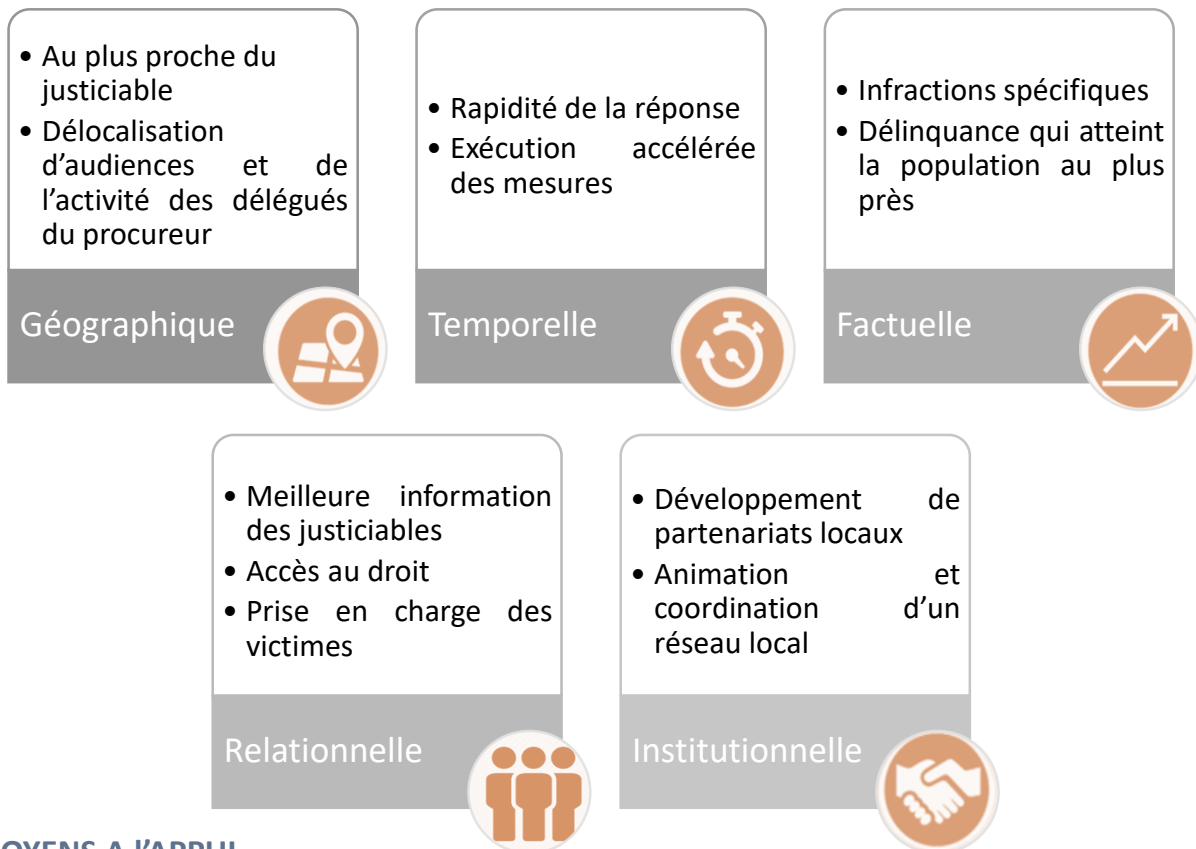 • Au plus proche du
justiciable
• Délocalisation
d'audiences et de
l'activité des délégués
du procureur
Géographique
• Rapidité de la réponse
• Exécution accélérée
des mesures
Temporelle
• Infractions spécifiques
• Délinquance qui atteint
la population au plus
près
Factuelle
• Meilleure information
des justiciables
• Accès au droit
• Prise en charge des
victimes
Relationnelle
• Développement de
partenariats locaux
• Animation et
coordination d'un
réseau local
Institutionnelle
OYENS A l'APPUI